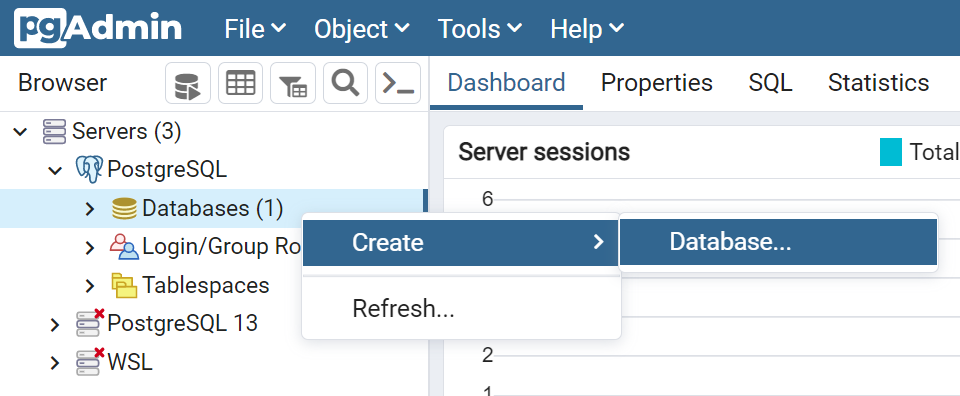 pgAdmin File Object Tools Help
Browser
Dashboard Properties SQL Statistics
Servers (3)
PostgreSQL
Databases (1)
Login/Group Ro
Tablespaces
PostgreSQL 13
WSL
Create
Refresh...
Database...
Server sessions
Total
6
2
1